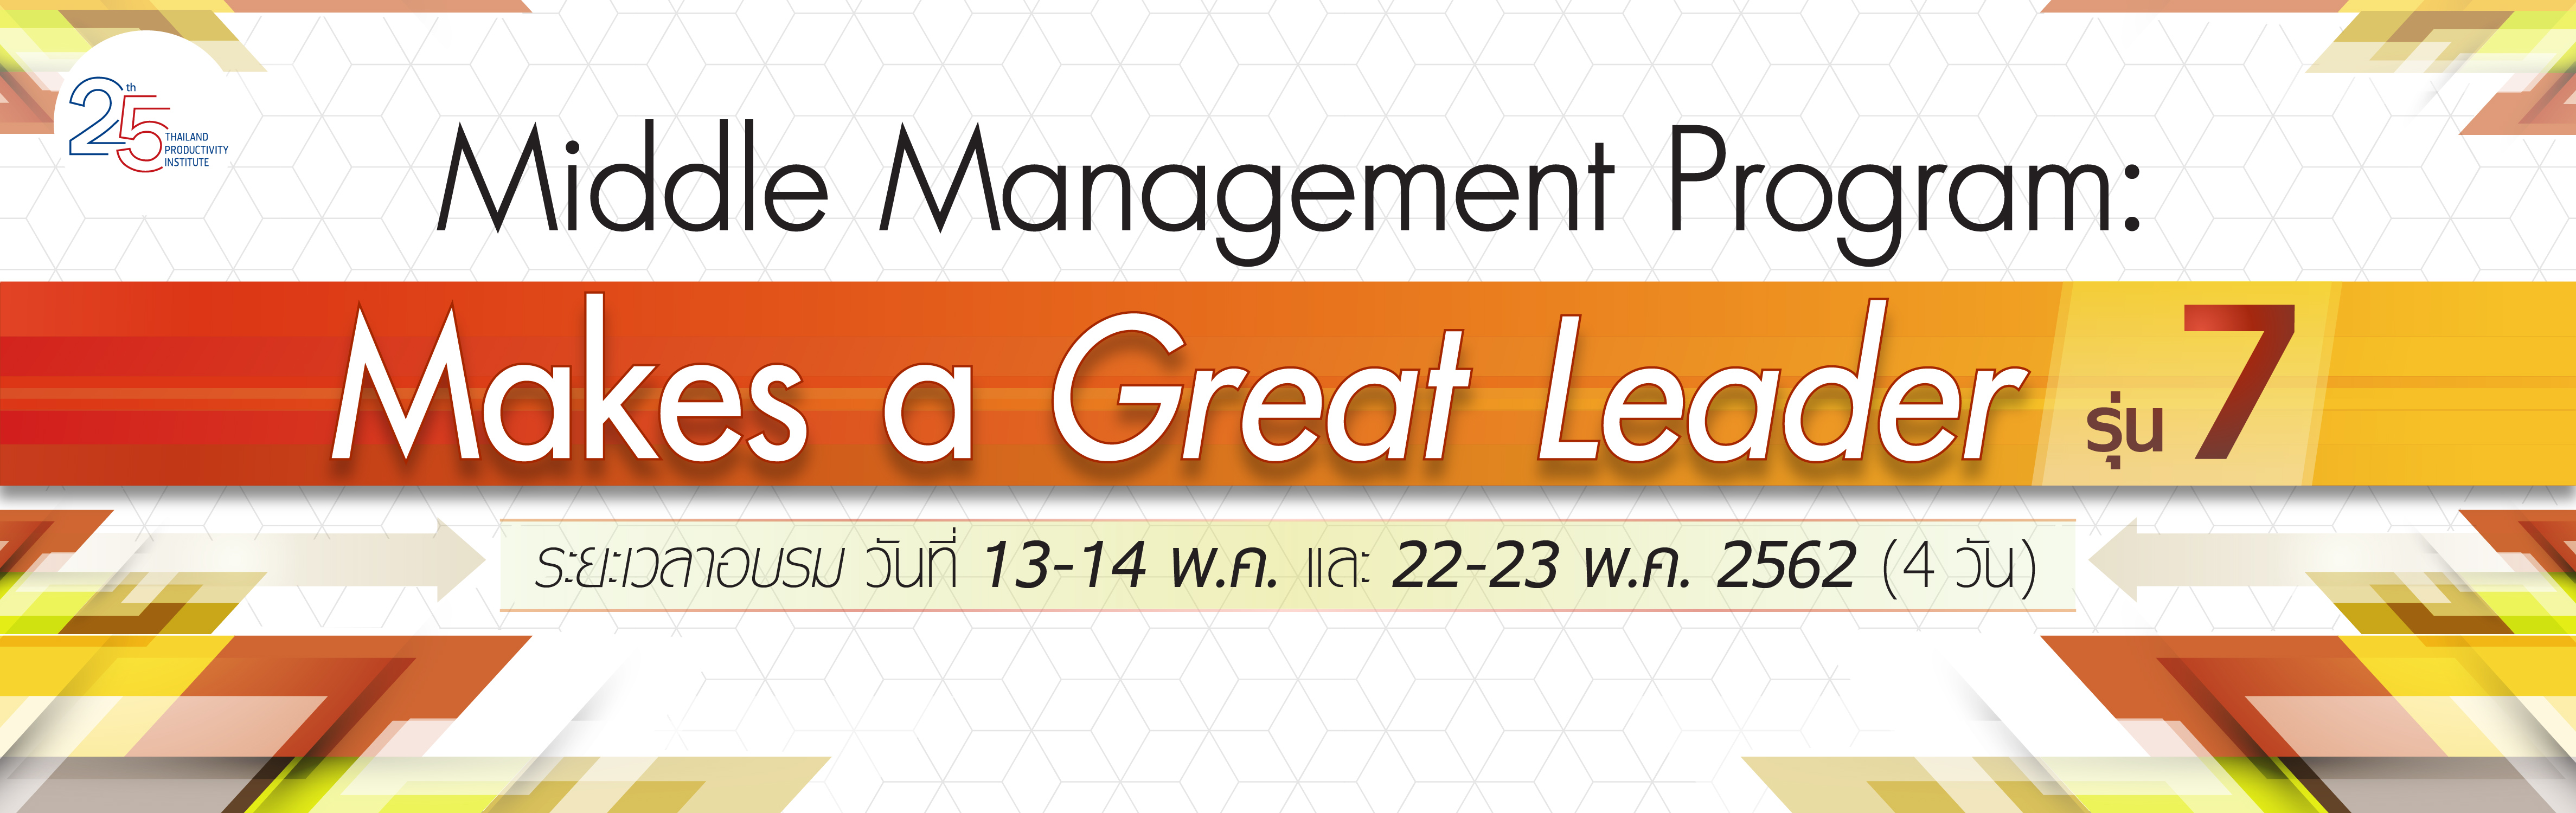 25th
THAILAND
PRODUCTIVITY
INSTITUTE
Middle Management Program:
Makes a Great Leader รุ่น 7
ระยะเวลาอบรม วันที่ 13-14 พ.ค. และ 22-23 พ.ค. 2562 (4 วัน)